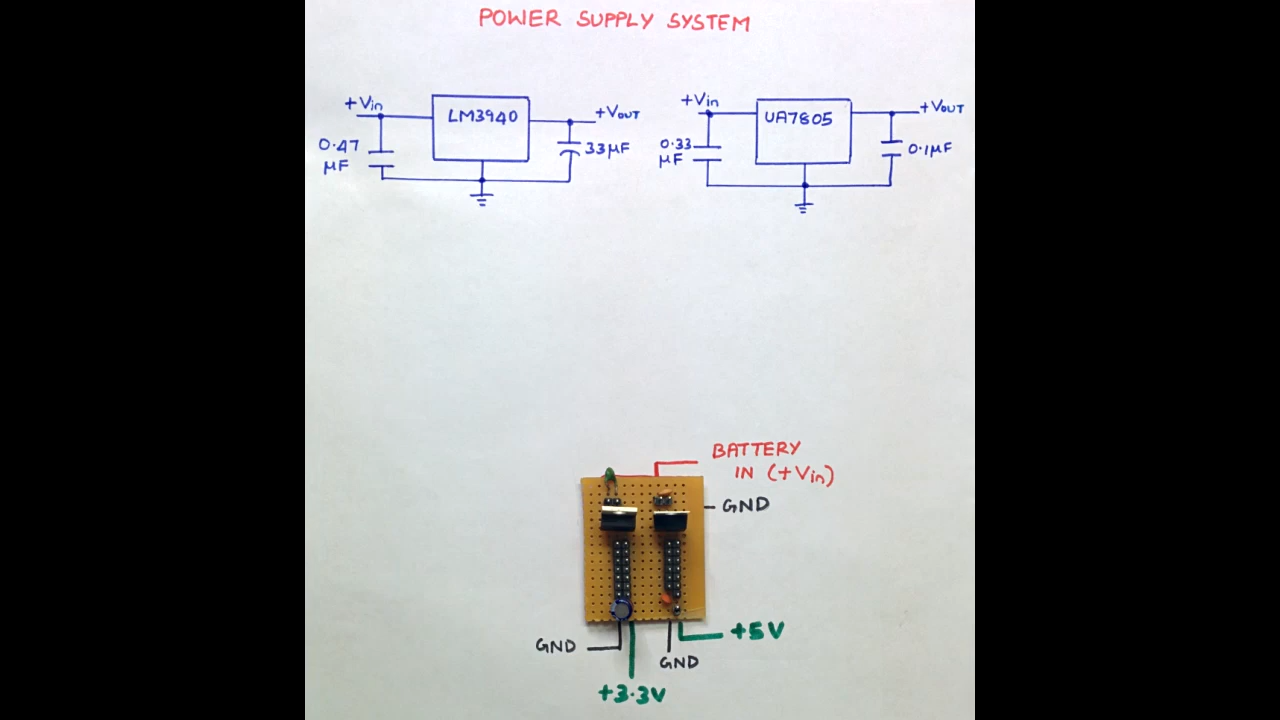 POWER SUPPLY SYSTEM
+Vin
LM3940
+VOUT
0.47
μF
33μF
+Vin
UA7805
+VOUT
0.33
μF
0.1μF
BATTERY
IN (+Vin)
GND
GND
+3.3V
GND
+5V